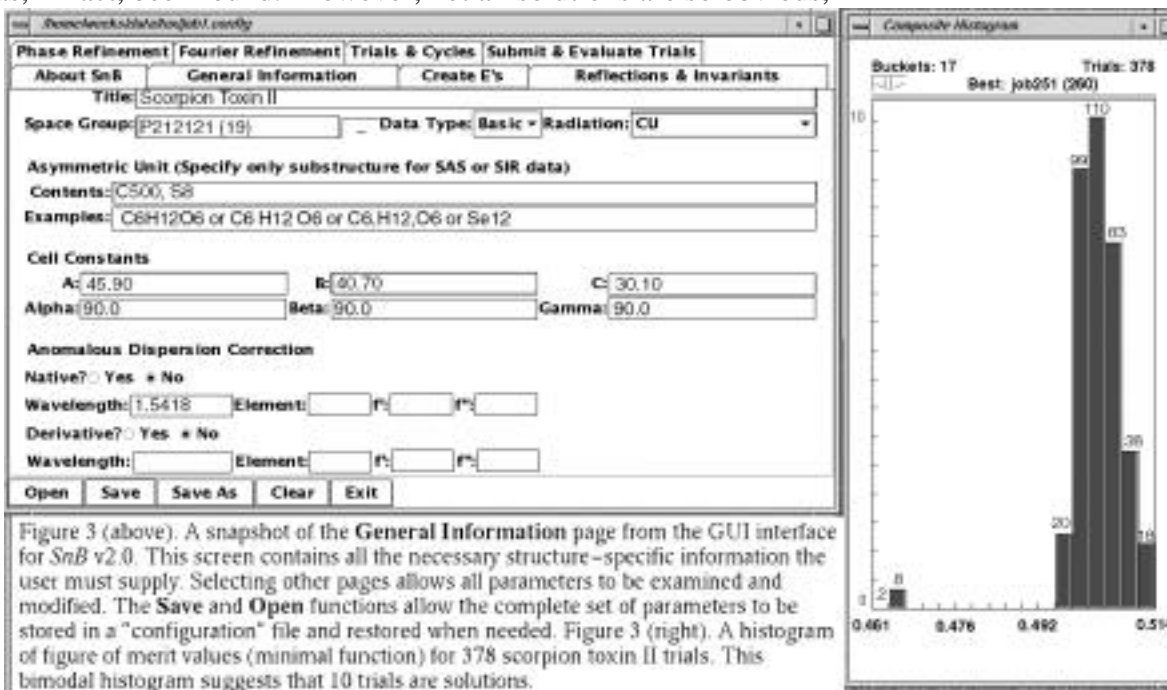 /home/weeks/data/tox/job1.config
Phase Refinement Fourier Refinement Trials & Cycles Submit & Evaluate Trials
About SnB General Information Create E's Reflections & Invariants
Title: Scorpion Toxin II
Space Group: P212121 (19) Data Type: Basic Radiation: CU
Asymmetric Unit (Specify only substructure for SAS or SIR data)
Contents: C500, S8
Examples: C6H12O6 or C6 H12 O6 or C6,H12,O6 or Se12
Cell Constants
A: 45.90 B: 40.70 C: 30.10
Alpha: 90.0 Beta: 90.0 Gamma: 90.0
Anomalous Dispersion Correction
Native? Yes No
Wavelength: 1.5418 Element: f': f":
Derivative? Yes No
Wavelength: Element: f': f":
Open Save Save As Clear Exit
Composite Histogram
Buckets: 17 Trials: 378
Best: job251 (260)
110
10
99
83
38
20
18
8
2
0
0.461 0.476 0.492 0.514
Figure 3 (above). A snapshot of the General Information page from the GUI interface
for SnB v2.0. This screen contains all the necessary structure-specific information the
user must supply. Selecting other pages allows all parameters to be examined and
modified. The Save and Open functions allow the complete set of parameters to be
stored in a "configuration" file and restored when needed. Figure 3 (right). A histogram
of figure of merit values (minimal function) for 378 scorpion toxin II trials. This
bimodal histogram suggests that 10 trials are solutions.